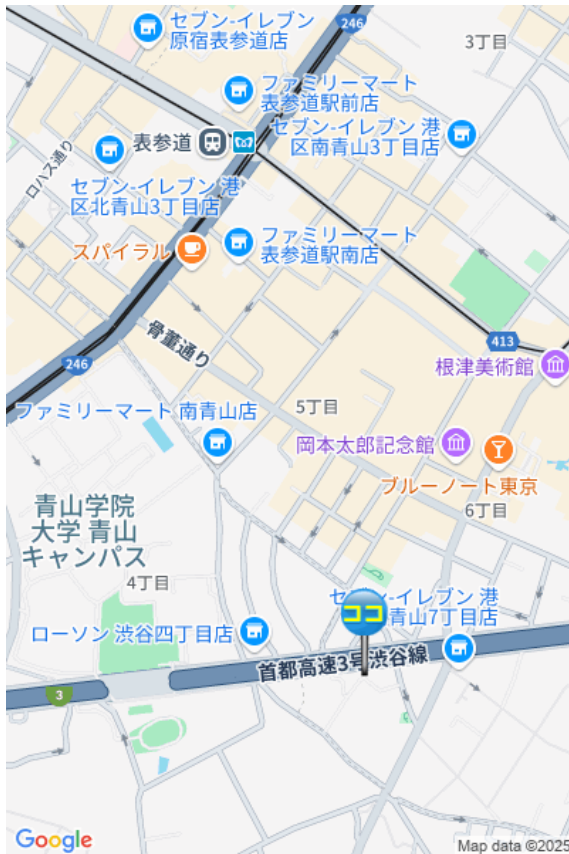 セブン-イレブン
原宿表参道店
246
3丁目
ファミリーマート
表参道駅前店
表参道
セブン-イレブン 港
区南青山3丁目店
ロハス通り
セブン-イレブン 港
区北青山3丁目店
スパイラル
ファミリーマート
表参道駅南店
骨董通り
413
246
根津美術館
ファミリーマート 南青山店
5丁目
岡本太郎記念館
ブルーノート東京
6丁目
青山学院
大学 青山
キャンパス
4丁目
セブン-イレブン 港
青山7丁目店
ココ
ローソン 渋谷四丁目店
首都高速3号渋谷線
3
Google
Map data ©2025